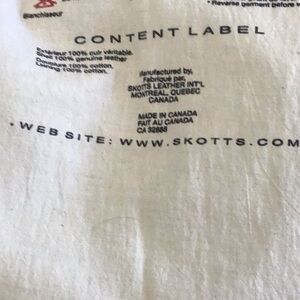 Blanchisseur
• Reverse garment before
CONTENT LABEL
Extérieur 100% cuir véritable.
Shell 100% genuine leather
Doublure 100% cotton.
Lining 100% cotton.
Manufactured by,
Fabriqué par,
SKOTTS LEATHER INT'L
MONTREAL, QUEBEC
CANADA
MADE IN CANADA
FAIT AU CANADA
CA 32888
• WEB SITE: WWW.SKOTTS.COM